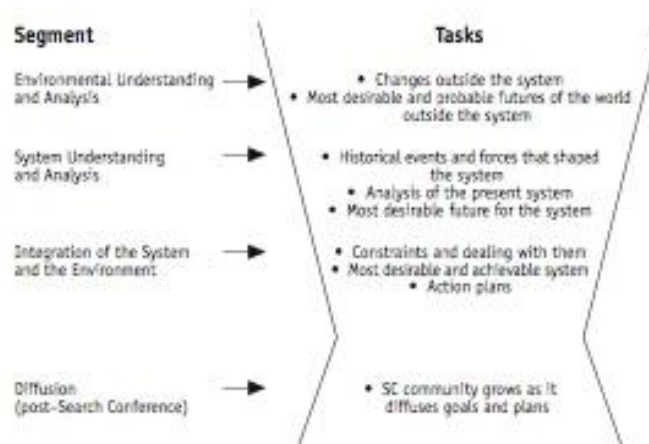 Segment
Tasks
Environmental Understanding
and Analysis
• Changes outside the system
• Most desirable and probable futures of the world
outside the system
System Understanding
and Analysis
• Historical events and forces that shaped
the system
• Analysis of the present system
• Most desirable future for the system
Integration of the System
and the Environment
• Constraints and dealing with them
• Most desirable and achievable system
• Action plans
Diffusion
(post–Search Conference)
• SC community grows as it
diffuses goals and plans